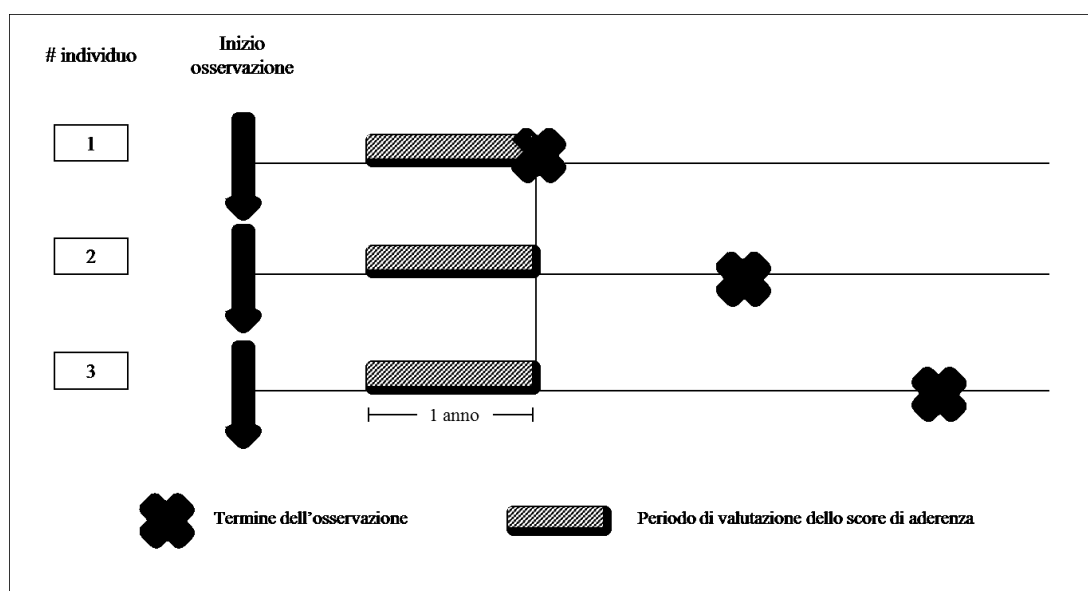 # individuo
Inizio
osservazione
1
2
3
1 anno
Termine dell'osservazione
Periodo di valutazione dello score di aderenza